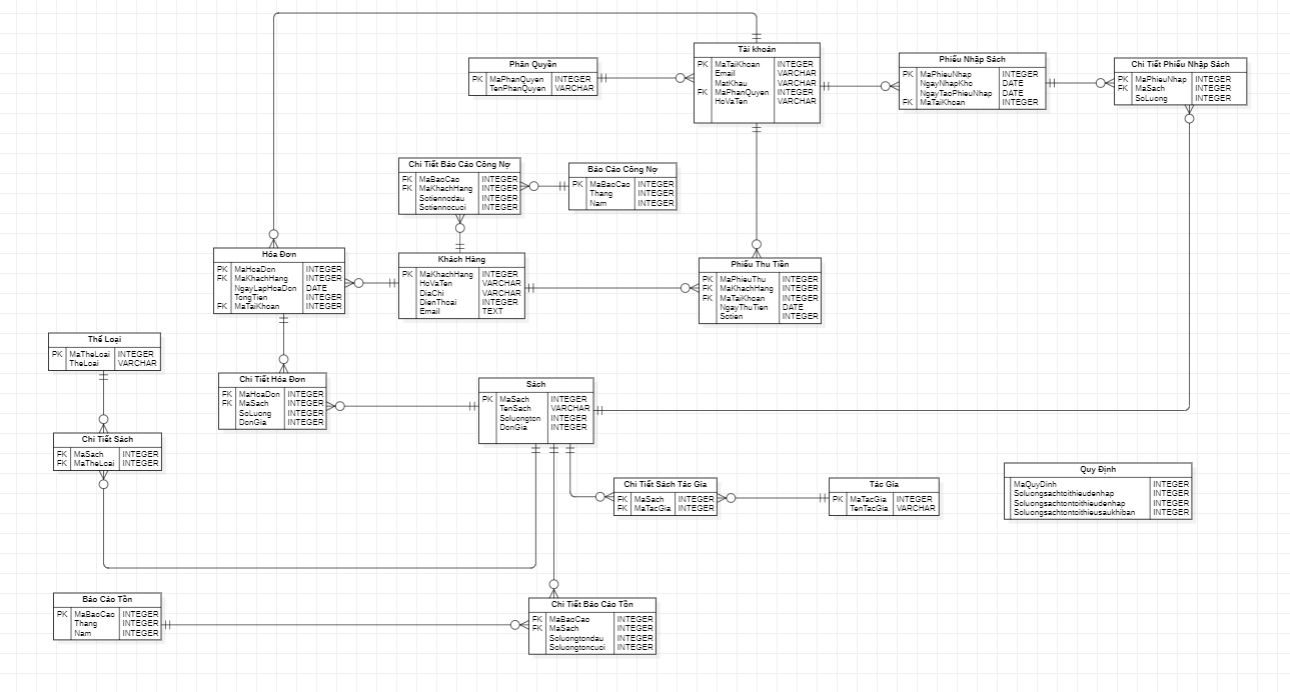 Phân Quyền
PK MaPhanQuyen INTEGER
TenPhanQuyen VARCHAR
Tài khoản
PK MaTaiKhoan INTEGER
Email VARCHAR
MatKhau VARCHAR
FK MaPhanQuyen INTEGER
HoVaTen VARCHAR
Phiếu Nhập Sách
PK MaPhieuNhap INTEGER
NgayNhapKho DATE
NgayTaoPhieuNhap DATE
FK MaTaiKhoan INTEGER
Chi Tiết Phiếu Nhập Sách
FK MaPhieuNhap INTEGER
FK MaSach INTEGER
SoLuong INTEGER
Chi Tiết Báo Cáo Công Nợ
FK MaBaoCao INTEGER
FK MaKhachHang INTEGER
Sotiennodau INTEGER
Sotiennocuoi INTEGER
Báo Cáo Công Nợ
PK MaBaoCao INTEGER
Thang INTEGER
Nam INTEGER
Hóa Đơn
PK MaHoaDon INTEGER
FK MaKhachHang INTEGER
NgayLapHoaDon DATE
TongTien INTEGER
FK MaTaiKhoan INTEGER
Khách Hàng
PK MaKhachHang INTEGER
HoVaTen VARCHAR
DiaChi VARCHAR
DienThoai INTEGER
Email TEXT
Phiếu Thu Tiền
PK MaPhieuThu INTEGER
FK MaKhachHang INTEGER
FK MaTaiKhoan INTEGER
NgayThuTien DATE
Sotien INTEGER
Thể Loại
PK MaTheLoai INTEGER
TheLoai VARCHAR
Chi Tiết Hóa Đơn
FK MaHoaDon INTEGER
FK MaSach INTEGER
SoLuong INTEGER
DonGia INTEGER
Sách
PK MaSach INTEGER
TenSach VARCHAR
Soluongton INTEGER
DonGia INTEGER
Chi Tiết Sách
FK MaSach INTEGER
FK MaTheLoai INTEGER
Chi Tiết Sách Tác Gia
FK MaSach INTEGER
FK MaTacGia INTEGER
Tác Gia
PK MaTacGia INTEGER
TenTacGia VARCHAR
Quy Định
MaQuyDinh INTEGER
Soluongsachtoithieudenhap INTEGER
Soluongsachtontoithieudenhap INTEGER
Soluongsachtontoithieusaukhiban INTEGER
Báo Cáo Tồn
PK MaBaoCao INTEGER
Thang INTEGER
Nam INTEGER
Chi Tiết Báo Cáo Tồn
FK MaBaoCao INTEGER
FK MaSach INTEGER
Soluongtondau INTEGER
Soluongtoncuoi INTEGER